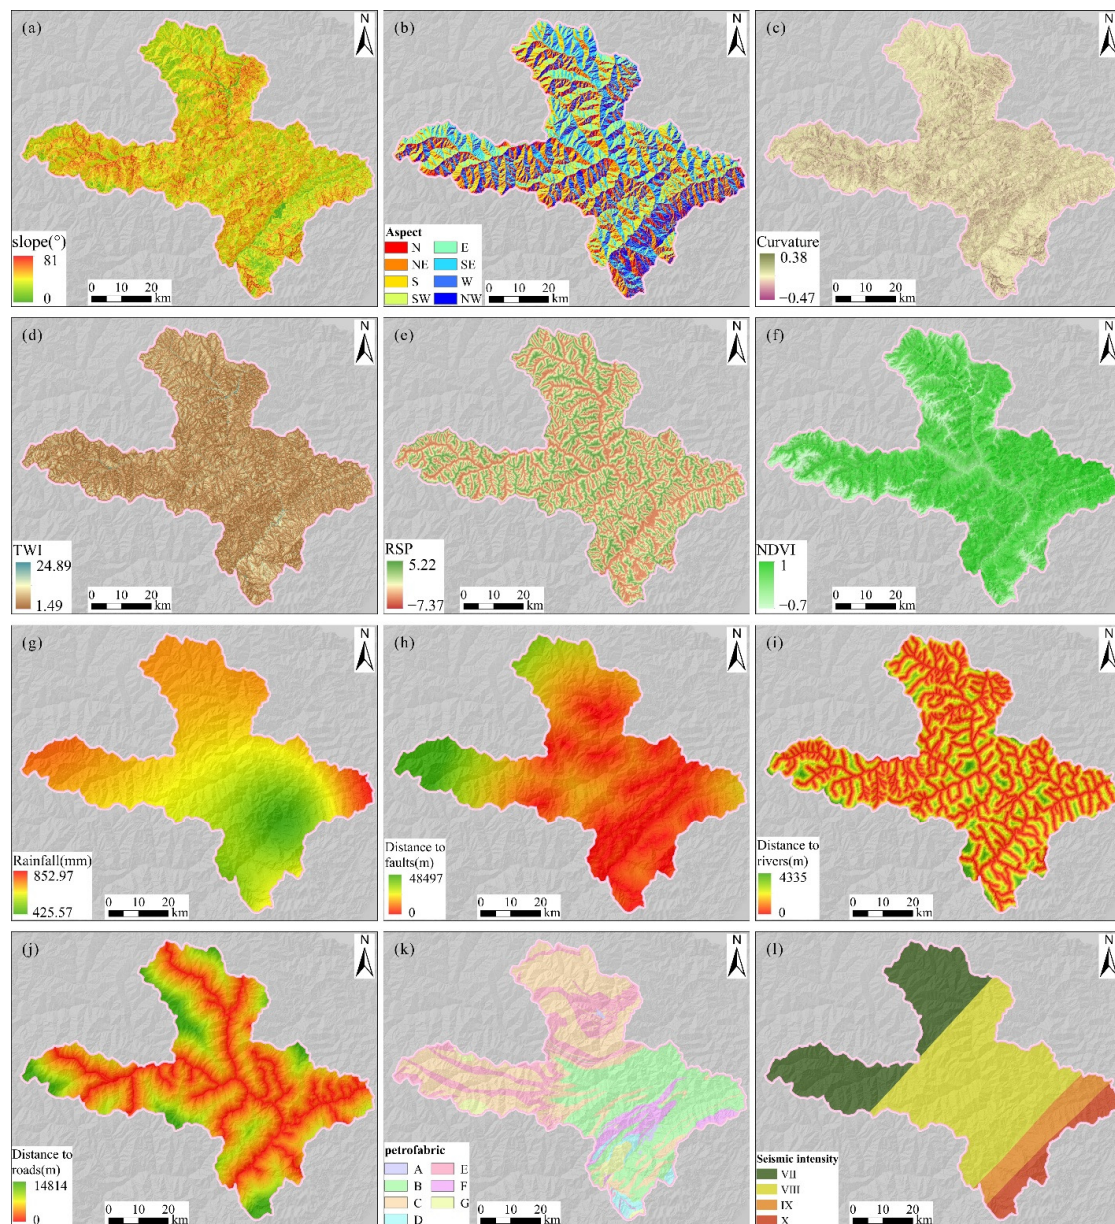 (a)
N
slope(°)
81
0
0 10 20
km
(b)
N
Aspect
N E
NE SE
S W
SW NW
0 10 20
km
(c)
N
Curvature
0.38
−0.47
0 10 20
km
(d)
N
TWI
24.89
1.49
0 10 20
km
(e)
N
RSP
5.22
−7.37
0 10 20
km
(f)
N
NDVI
1
−0.7
0 10 20
km
(g)
N
Rainfall(mm)
852.97
425.57
0 10 20
km
(h)
N
Distance to
faults(m)
48497
0
0 10 20
km
(i)
N
Distance to
rivers(m)
4335
0
0 10 20
km
(j)
N
Distance to
roads(m)
14814
0
0 10 20
km
(k)
N
petrofabric
A E
B F
C G
D
0 10 20
km
(l)
N
Seismic intensity
VII
VIII
IX
X
0 10 20
km